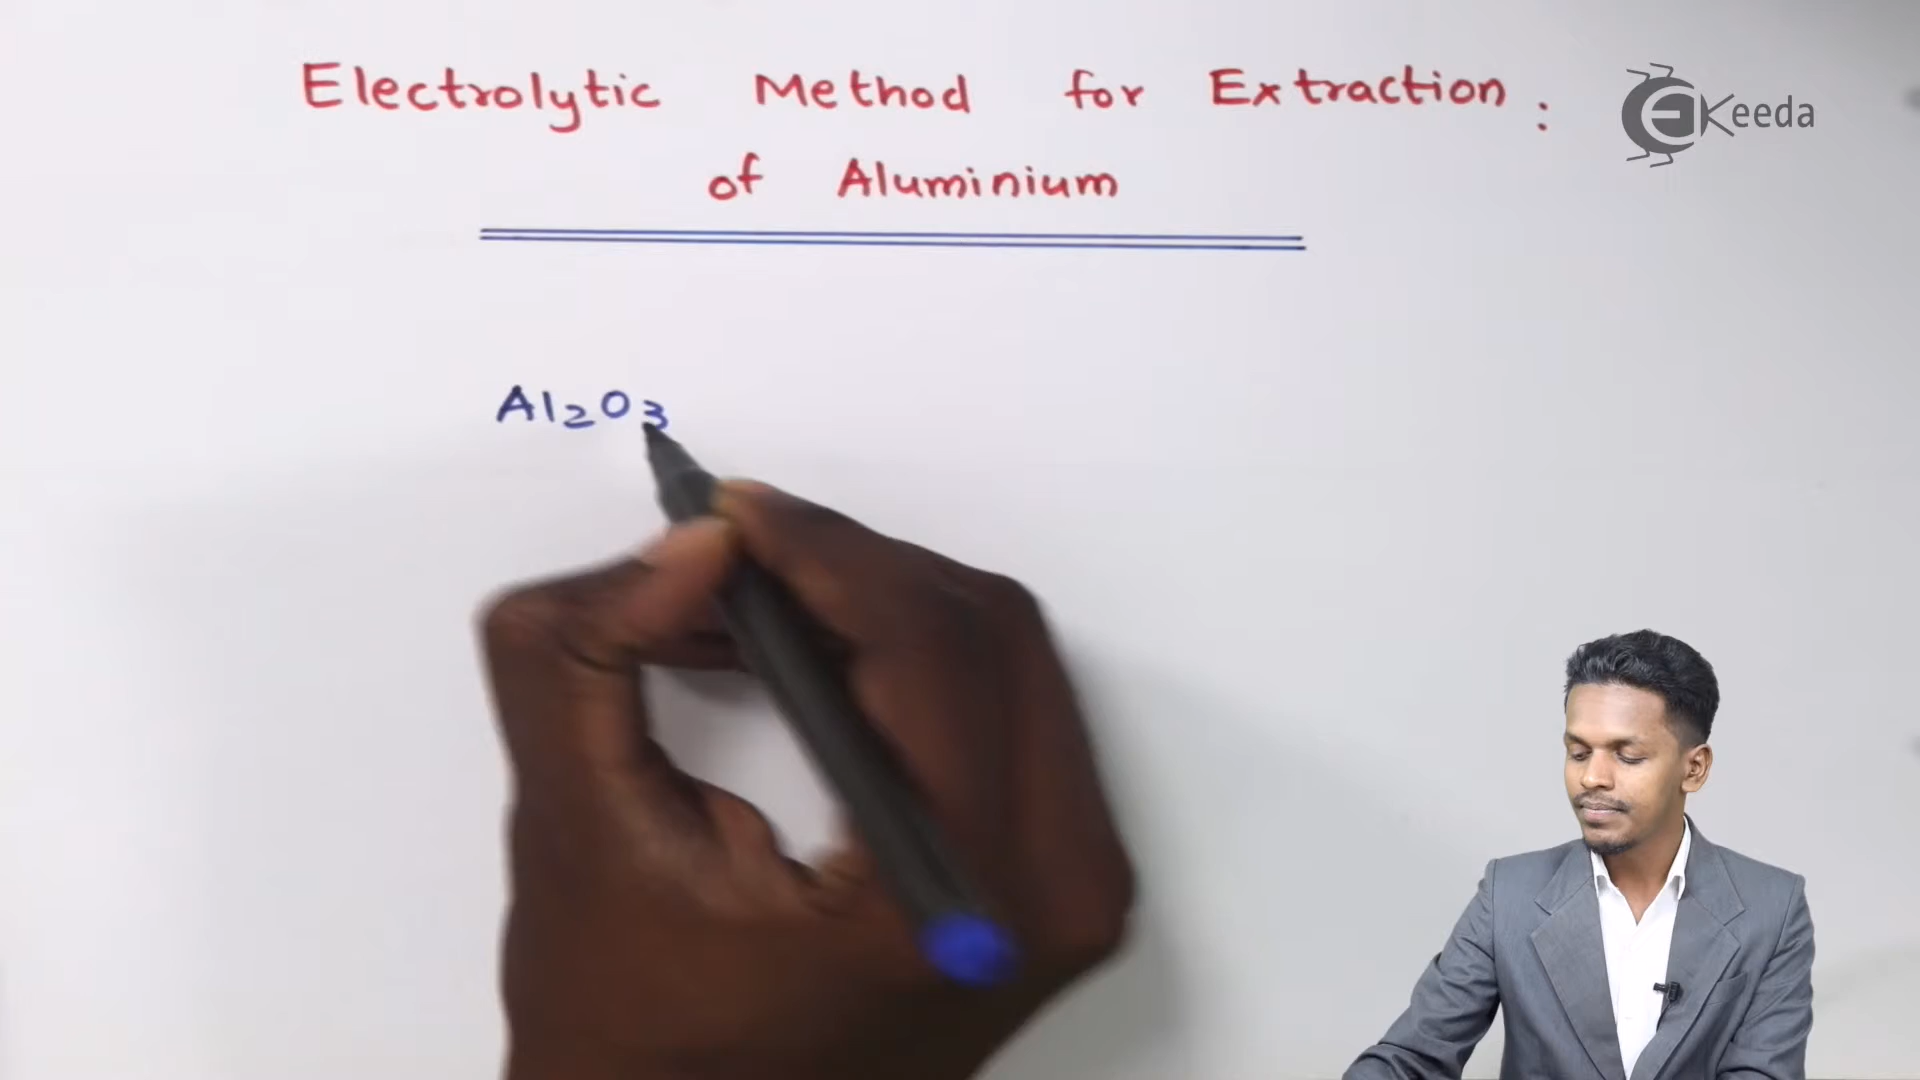 Electrolytic Method for Extraction :
of Aluminium
EKeeda
Al2O3